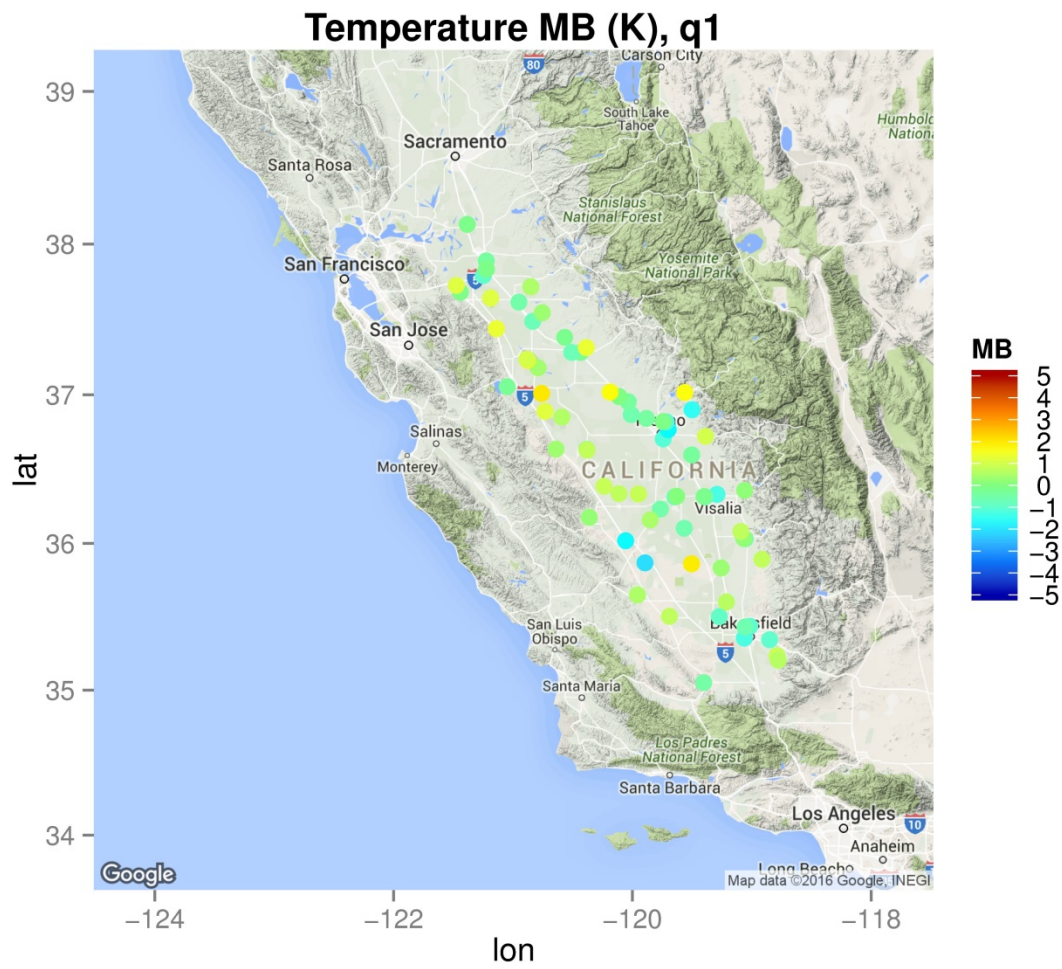 Temperature MB (K), q1
Carson City
80
39
South Lake
Tahoe
Sacramento
Santa Rosa
Stanislaus
National Forest
38
San Francisco
Yosemite
National Park
5
San Jose
MB
5
4
3
2
1
0
−1
−2
−3
−4
−5
37
5
Salinas
Monterey
CALIFORNIA
lat
Visalia
36
San Luis
Obispo
5
35
Santa Maria
Los Padres
National Forest
Santa Barbara
Los Angeles
10
34
Anaheim
Long Beach
Google
Map data ©2016 Google, INEGI
−124
−122
−120
−118
lon